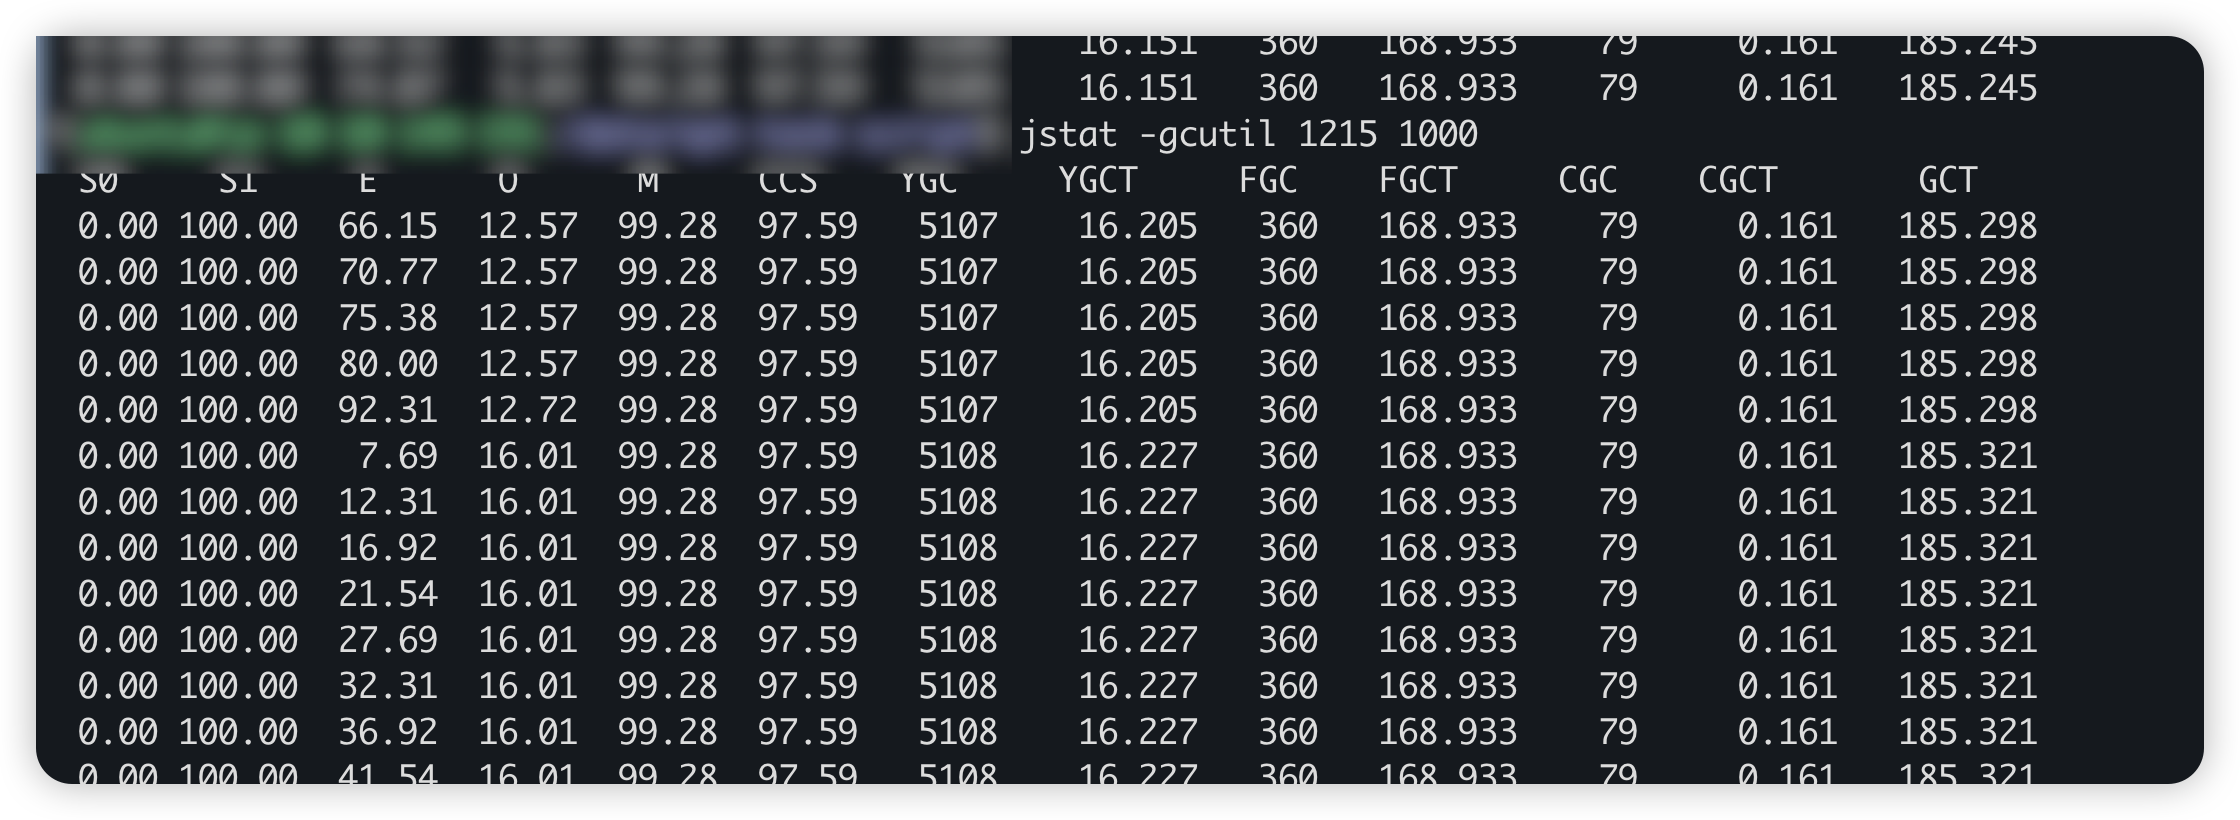 16.151 360 168.933 79 0.161 185.245
16.151 360 168.933 79 0.161 185.245
jstat -gcutil 1215 1000
S0 S1 E O M CCS YGC YGCT FGC FGCT CGC CGCT GCT
0.00 100.00 66.15 12.57 99.28 97.59 5107 16.205 360 168.933 79 0.161 185.298
0.00 100.00 70.77 12.57 99.28 97.59 5107 16.205 360 168.933 79 0.161 185.298
0.00 100.00 75.38 12.57 99.28 97.59 5107 16.205 360 168.933 79 0.161 185.298
0.00 100.00 80.00 12.57 99.28 97.59 5107 16.205 360 168.933 79 0.161 185.298
0.00 100.00 92.31 12.72 99.28 97.59 5107 16.205 360 168.933 79 0.161 185.298
0.00 100.00 7.69 16.01 99.28 97.59 5108 16.227 360 168.933 79 0.161 185.321
0.00 100.00 12.31 16.01 99.28 97.59 5108 16.227 360 168.933 79 0.161 185.321
0.00 100.00 16.92 16.01 99.28 97.59 5108 16.227 360 168.933 79 0.161 185.321
0.00 100.00 21.54 16.01 99.28 97.59 5108 16.227 360 168.933 79 0.161 185.321
0.00 100.00 27.69 16.01 99.28 97.59 5108 16.227 360 168.933 79 0.161 185.321
0.00 100.00 32.31 16.01 99.28 97.59 5108 16.227 360 168.933 79 0.161 185.321
0.00 100.00 36.92 16.01 99.28 97.59 5108 16.227 360 168.933 79 0.161 185.321
0.00 100.00 41.54 16.01 99.28 97.59 5108 16.227 360 168.933 79 0.161 185.321